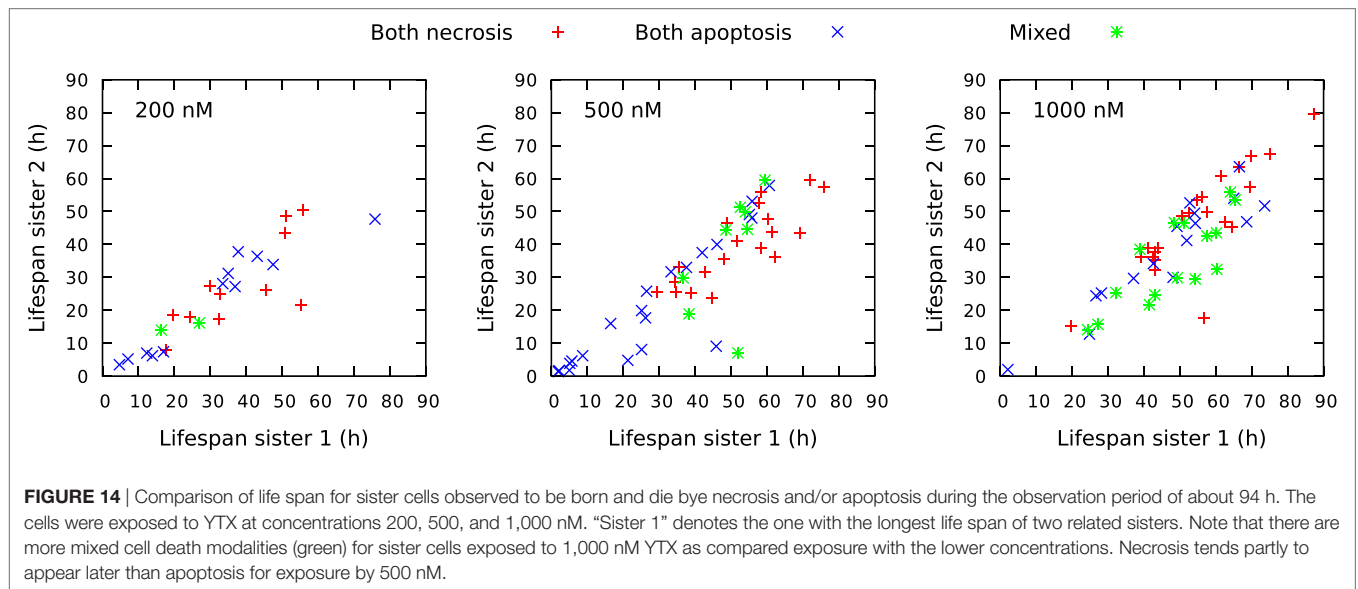 Both necrosis + Both apoptosis × Mixed ✳
90 90 90
200 nM 500 nM 1000 nM
80 80 80
70 70 70
60 60 60
50 50 50
40 40 40
30 30 30
20 20 20
10 10 10
0 0 0
Lifespan sister 2 (h) Lifespan sister 2 (h) Lifespan sister 2 (h)
0 10 20 30 40 50 60 70 80 90 0 10 20 30 40 50 60 70 80 90 0 10 20 30 40 50 60 70 80 90
Lifespan sister 1 (h) Lifespan sister 1 (h) Lifespan sister 1 (h)
FIGURE 14 | Comparison of life span for sister cells observed to be born and die bye necrosis and/or apoptosis during the observation period of about 94 h. The
cells were exposed to YTX at concentrations 200, 500, and 1,000 nM. “Sister 1” denotes the one with the longest life span of two related sisters. Note that there are
more mixed cell death modalities (green) for sister cells exposed to 1,000 nM YTX as compared exposure with the lower concentrations. Necrosis tends partly to
appear later than apoptosis for exposure by 500 nM.